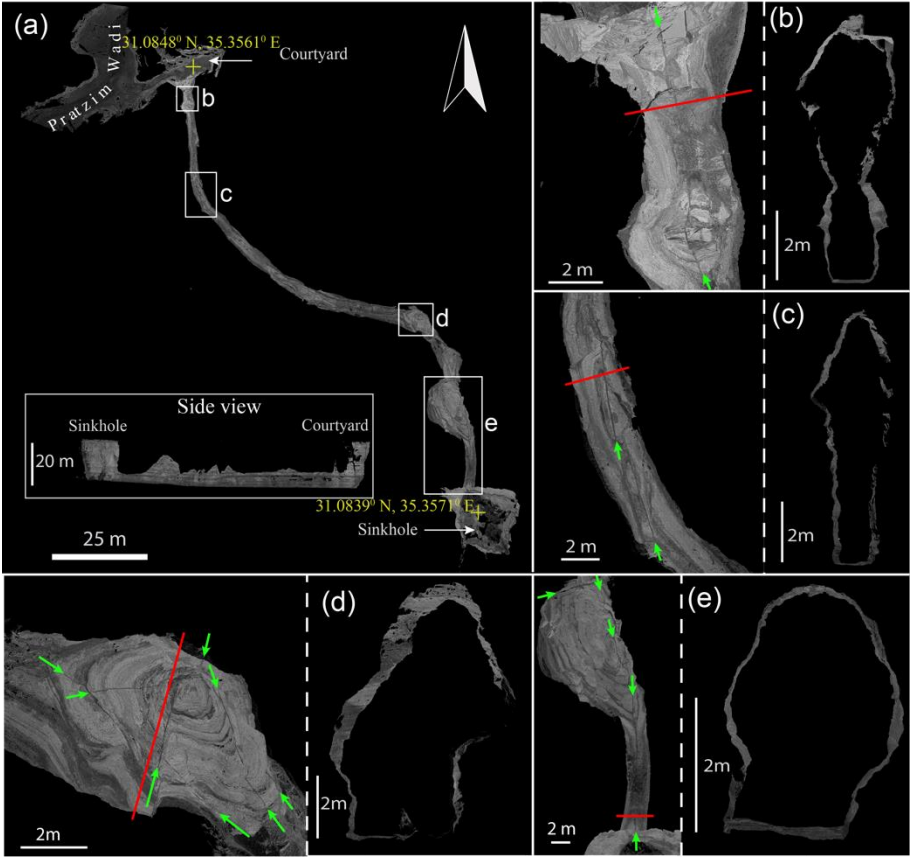 (a)
31.0848⁰ N, 35.3561⁰ E
Courtyard
Pratzim Wadi
b
c
d
e
Side view
Sinkhole
Courtyard
20 m
31.0839⁰ N, 35.3571⁰ E
Sinkhole
25 m
(b)
2 m
2m
(c)
2 m
2m
(d)
2m
2m
(e)
2 m
2m